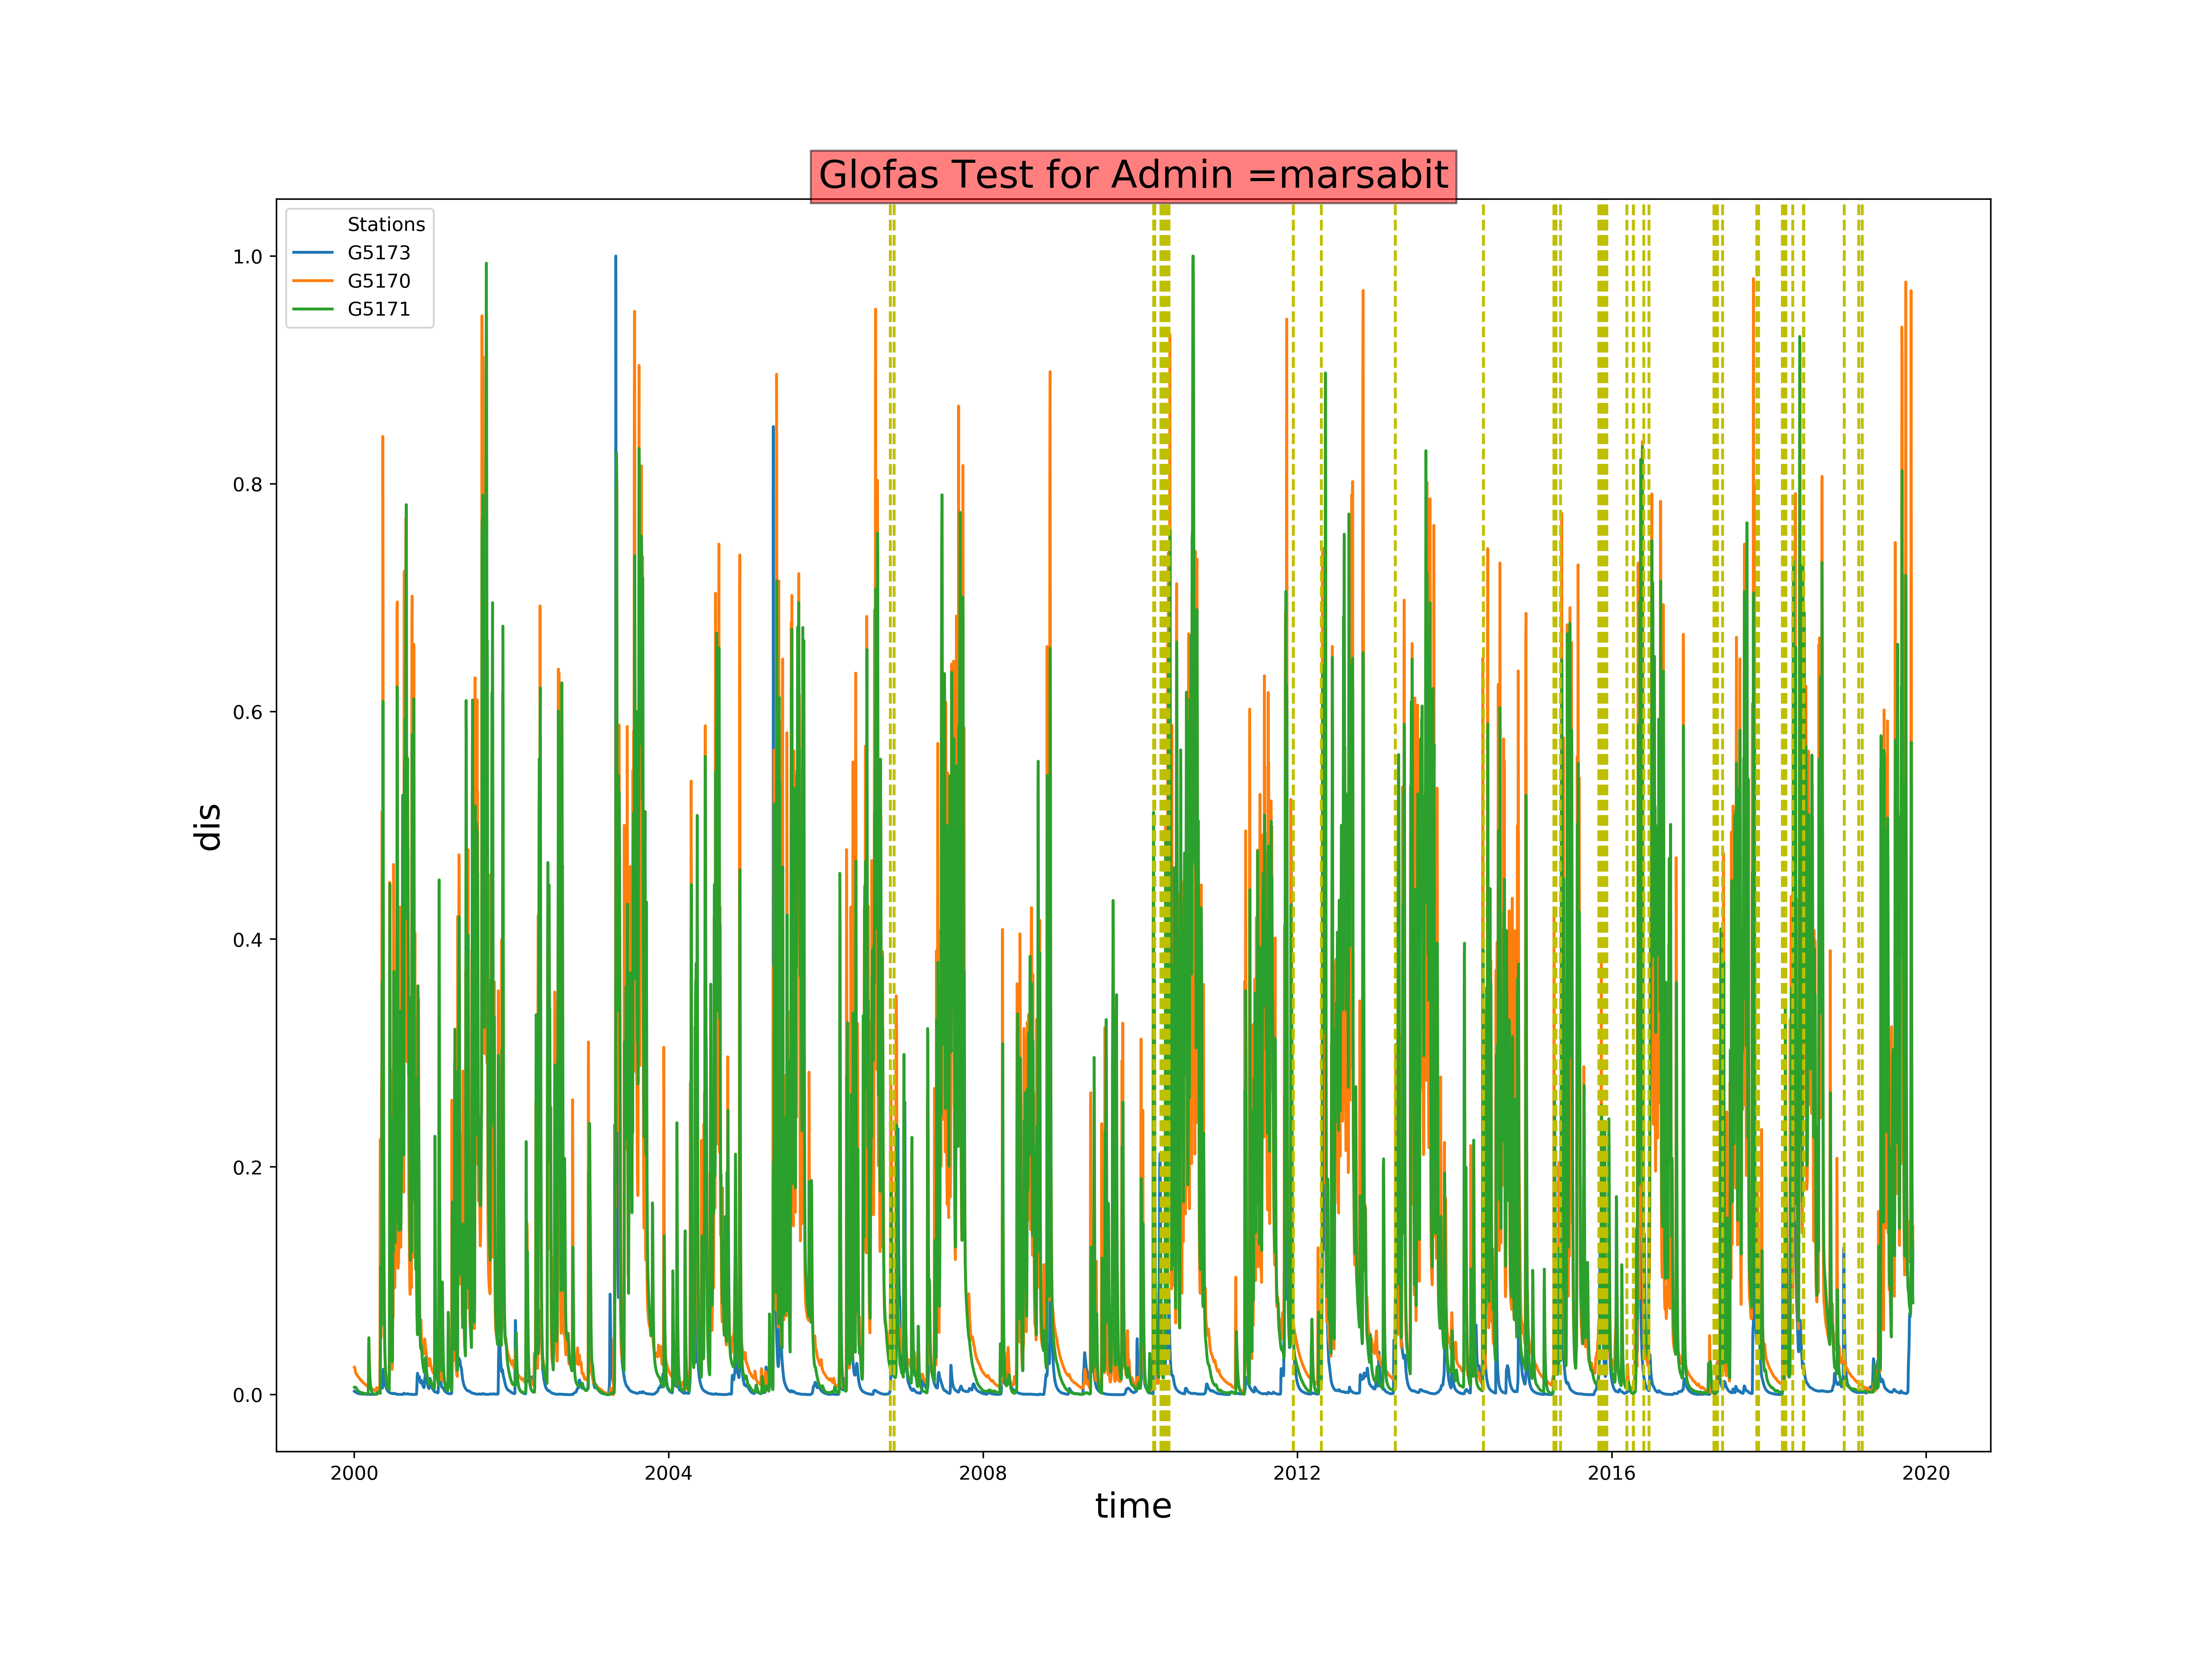 Glofas Test for Admin =marsabit
Stations
G5173
G5170
G5171
1.0
0.8
0.6
0.4
0.2
0.0
dis
2000
2004
2008
2012
2016
2020
time